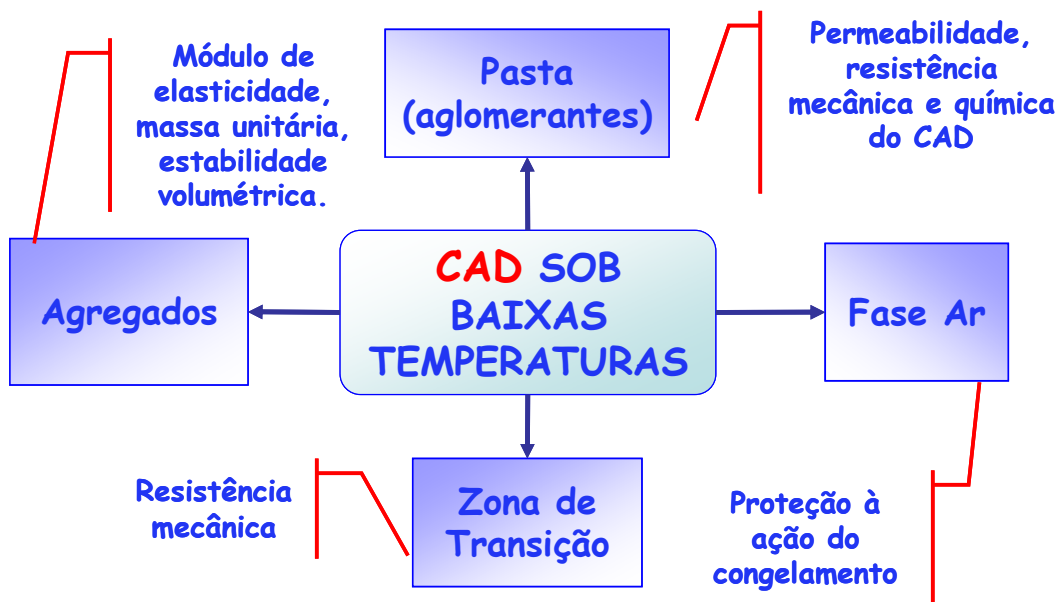 Módulo de
elasticidade,
massa unitária,
estabilidade
volumétrica.
Pasta
(aglomerantes)
Permeabilidade,
resistência
mecânica e química
do CAD
Agregados
CAD SOB
BAIXAS
TEMPERATURAS
Fase Ar
Resistência
mecânica
Zona de
Transição
Proteção à
ação do
congelamento